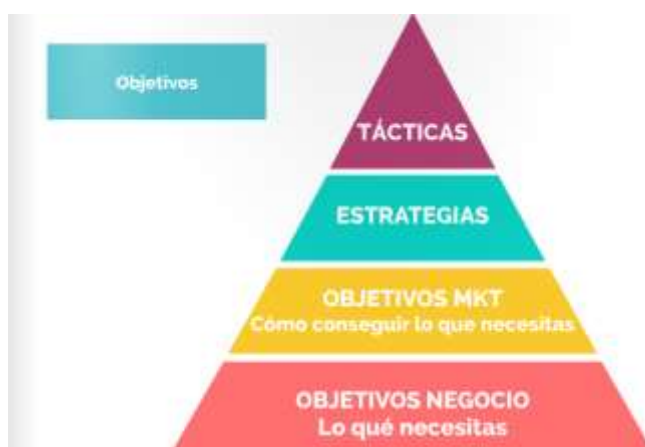 Objetivos
TÁCTICAS
ESTRATEGIAS
OBJETIVOS MKT
Cómo conseguir lo que necesitas
OBJETIVOS NEGOCIO
Lo qué necesitas